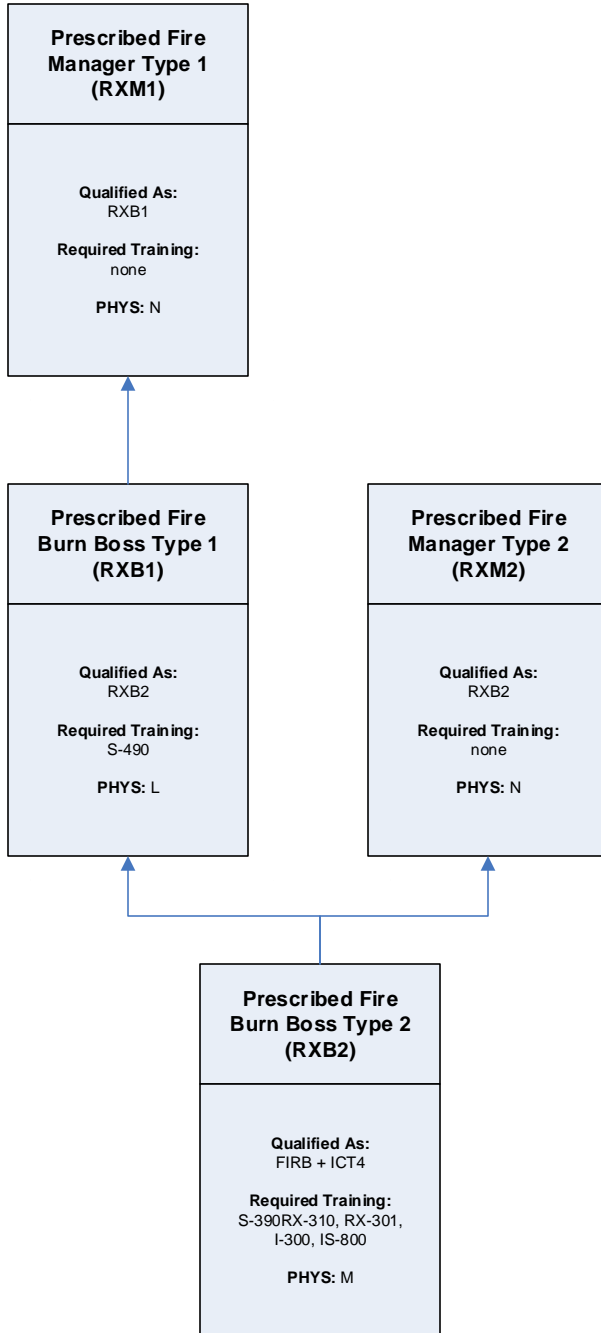 Prescribed Fire
Manager Type 1
(RXM1)
Qualified As:
RXB1
Required Training:
none
PHYS: N
Prescribed Fire
Burn Boss Type 1
(RXB1)
Qualified As:
RXB2
Required Training:
S-490
PHYS: L
Prescribed Fire
Manager Type 2
(RXM2)
Qualified As:
RXB2
Required Training:
none
PHYS: N
Prescribed Fire
Burn Boss Type 2
(RXB2)
Qualified As:
FIRB + ICT4
Required Training:
S-390RX-310, RX-301,
I-300, IS-800
PHYS: M